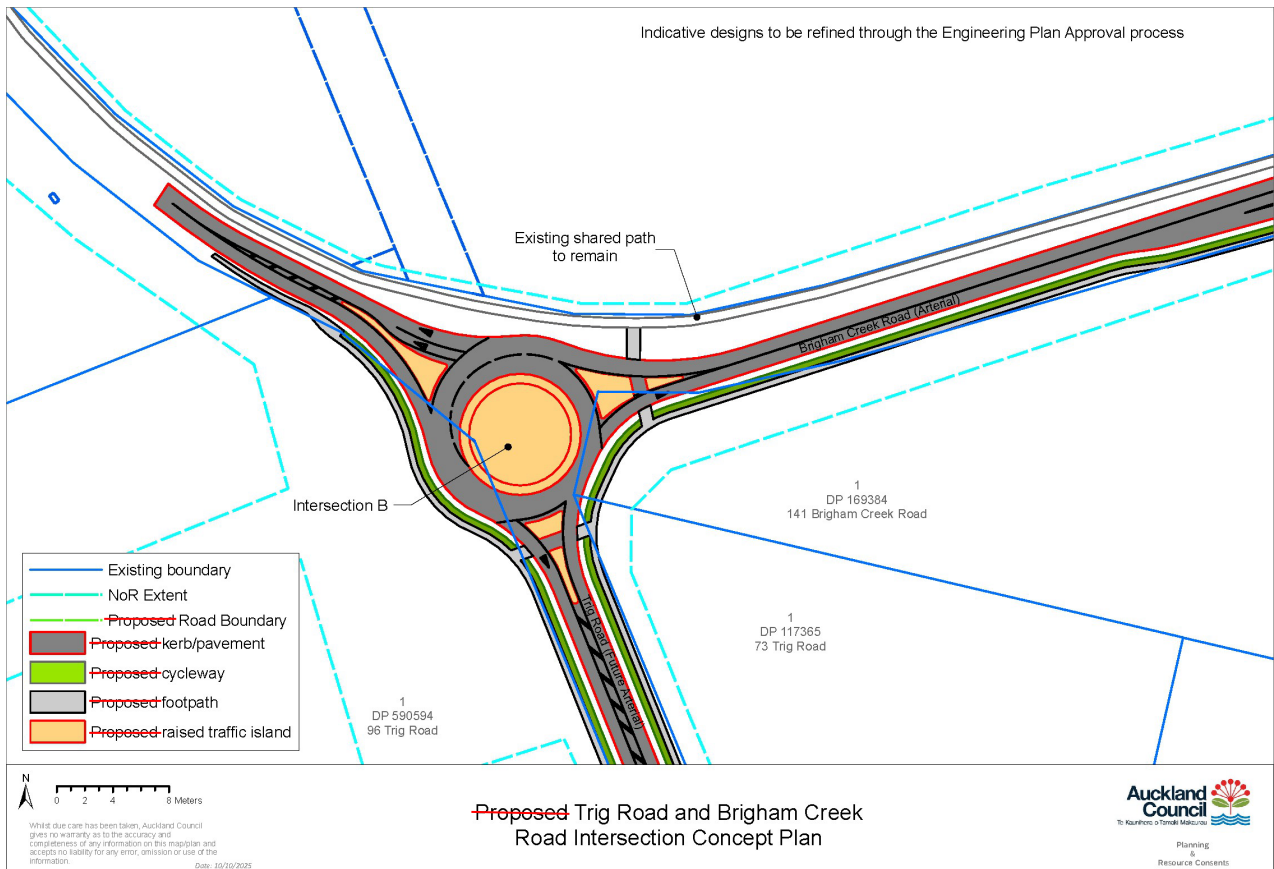 Indicative designs to be refined through the Engineering Plan Approval process
Existing shared path
to remain
Brigham Creek Road (Arterial)
Intersection B
1
DP 169384
141 Brigham Creek Road
1
DP 117365
73 Trig Road
Trig Road (Future Arterial)
1
DP 590594
96 Trig Road
Existing boundary
NoR Extent
Proposed Road Boundary
Proposed kerb/pavement
Proposed cycleway
Proposed footpath
Proposed raised traffic island
N
0 2 4 8 Meters
Whilst due care has been taken, Auckland Council
gives no warranty as to the accuracy and
completeness of any information on this map/plan and
accepts no liability for any error, omission or use of the
information.
Date: 10/10/2025
Proposed Trig Road and Brigham Creek
Road Intersection Concept Plan
Auckland
Council
Te Kaunihera o Tāmaki Makaurau
Planning
&
Resource Consents